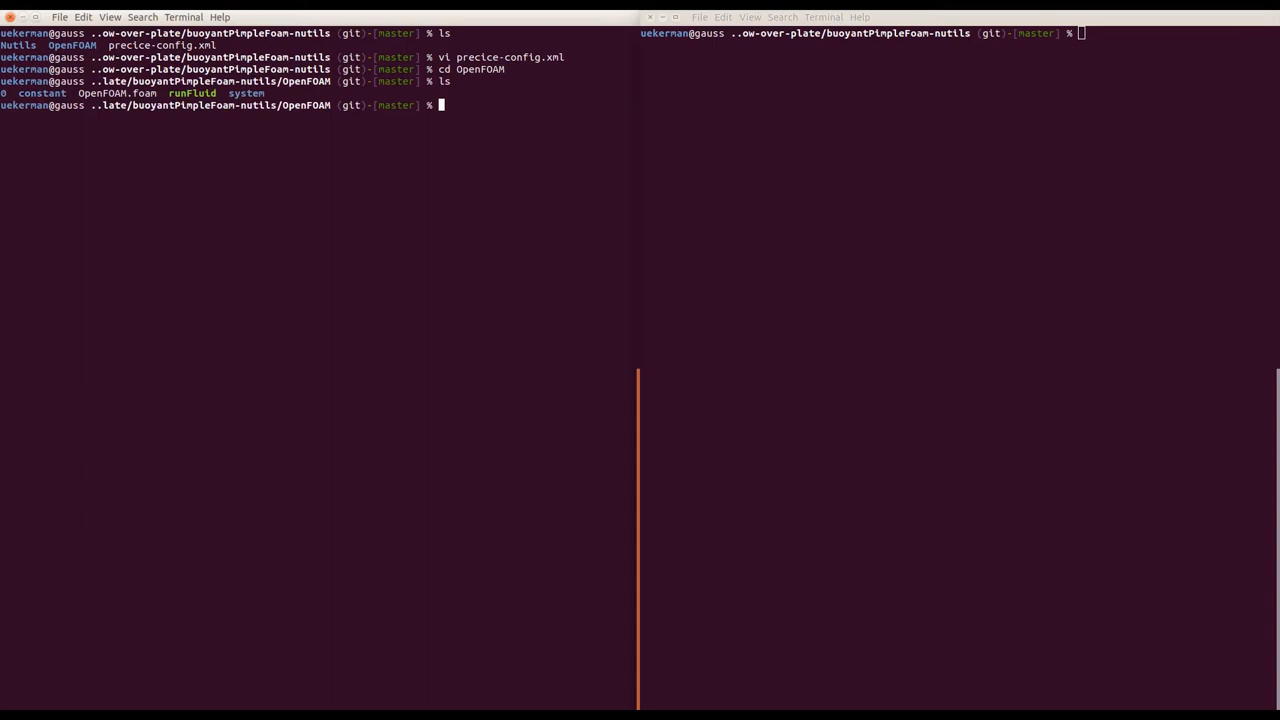 File Edit View Search Terminal Help
uekerman@gauss ..ow-over-plate/buoyantPimpleFoam-nutils (git)-[master] % ls
Nutils OpenFOAM precice-config.xml
uekerman@gauss ..ow-over-plate/buoyantPimpleFoam-nutils (git)-[master] % vi precice-config.xml
uekerman@gauss ..ow-over-plate/buoyantPimpleFoam-nutils (git)-[master] % cd OpenFOAM
uekerman@gauss ..late/buoyantPimpleFoam-nutils/OpenFOAM (git)-[master] % ls
0 constant OpenFOAM.foam runFluid system
uekerman@gauss ..late/buoyantPimpleFoam-nutils/OpenFOAM (git)-[master] %
File Edit View Search Terminal Help
uekerman@gauss ..ow-over-plate/buoyantPimpleFoam-nutils (git)-[master] %